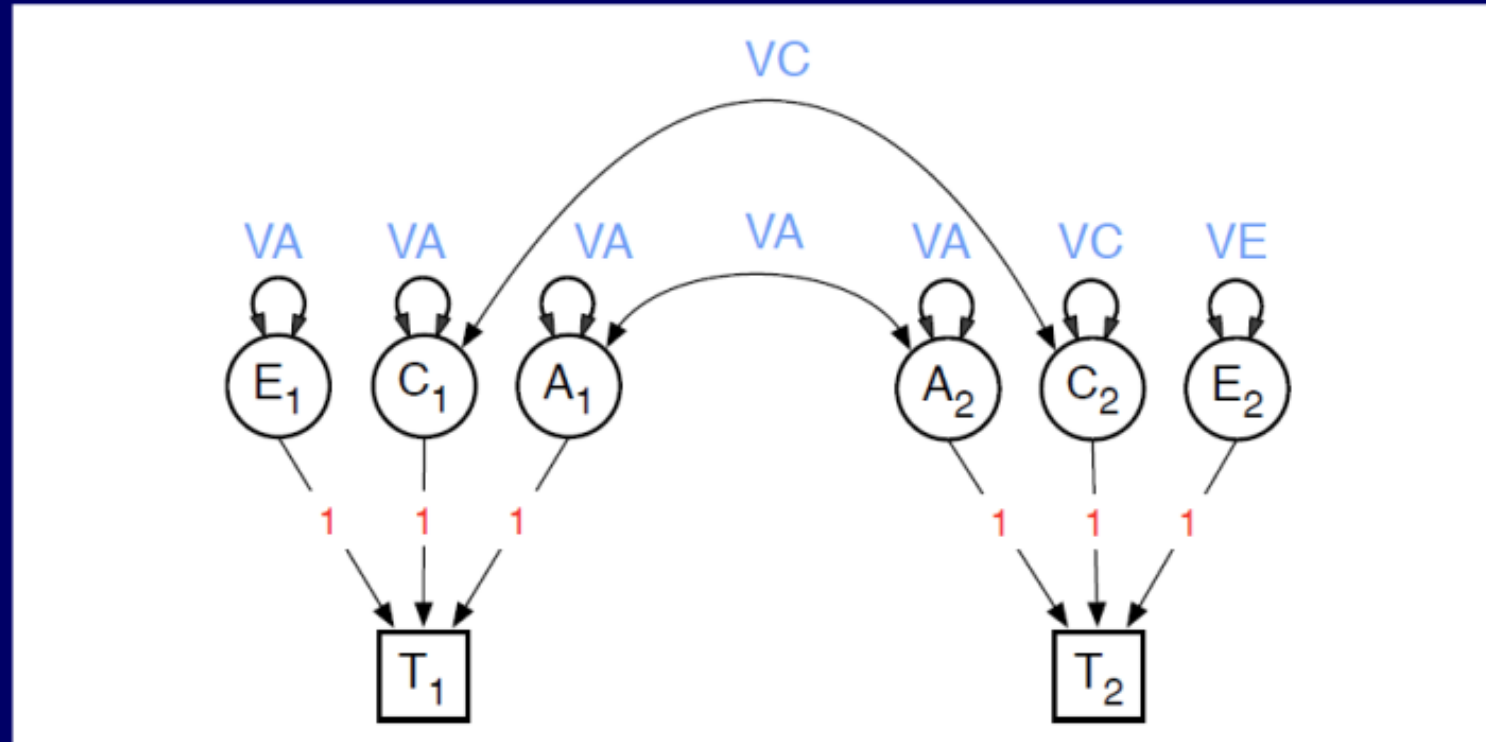 VC
VA VA VA VA VA VC VE
E1 C1 A1 A2 C2 E2
1 1 1 1 1 1
T1 T2